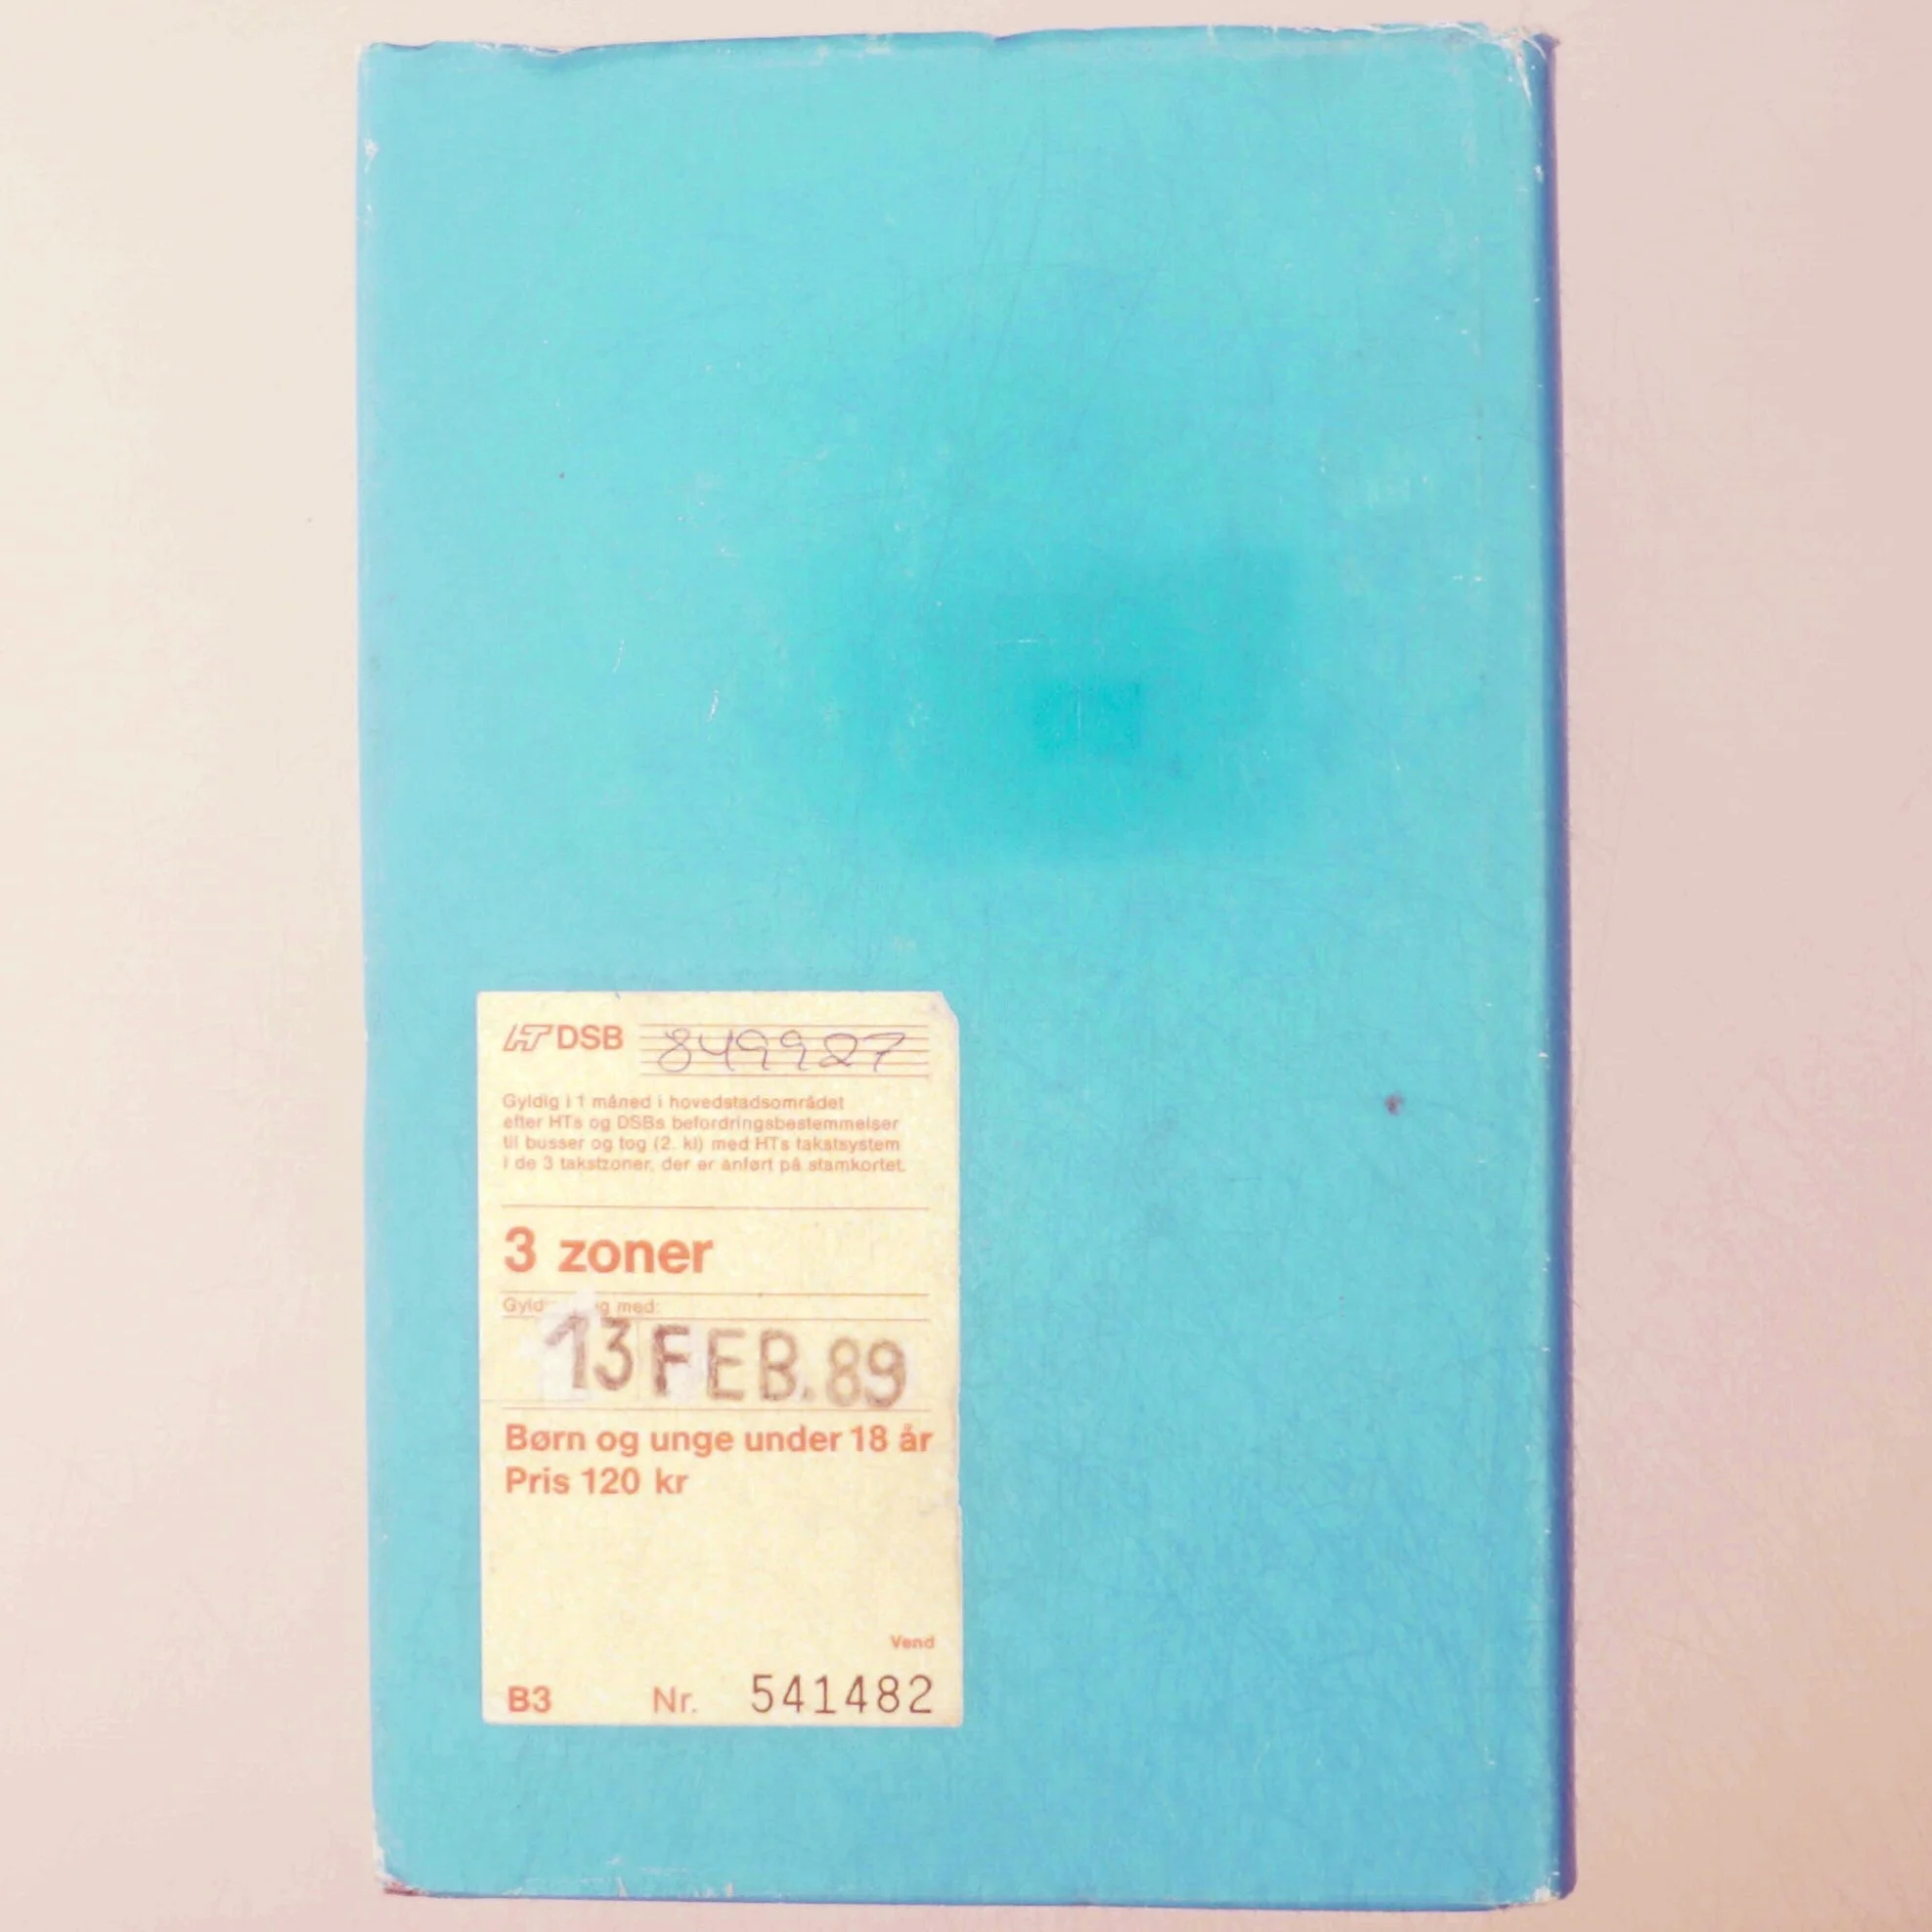 HT DSB 849927
Gyldig i 1 måned i hovedstadsområdet
efter HTs og DSBs befordringsbestemmelser
til busser og tog (2. kl) med HTs takstsystem
i de 3 takstzoner, der er anført på stamkortet.
3 zoner
med:
13 FEB. 89
Børn og unge under 18 år
Pris 120 kr
Vend
B3 Nr. 541482